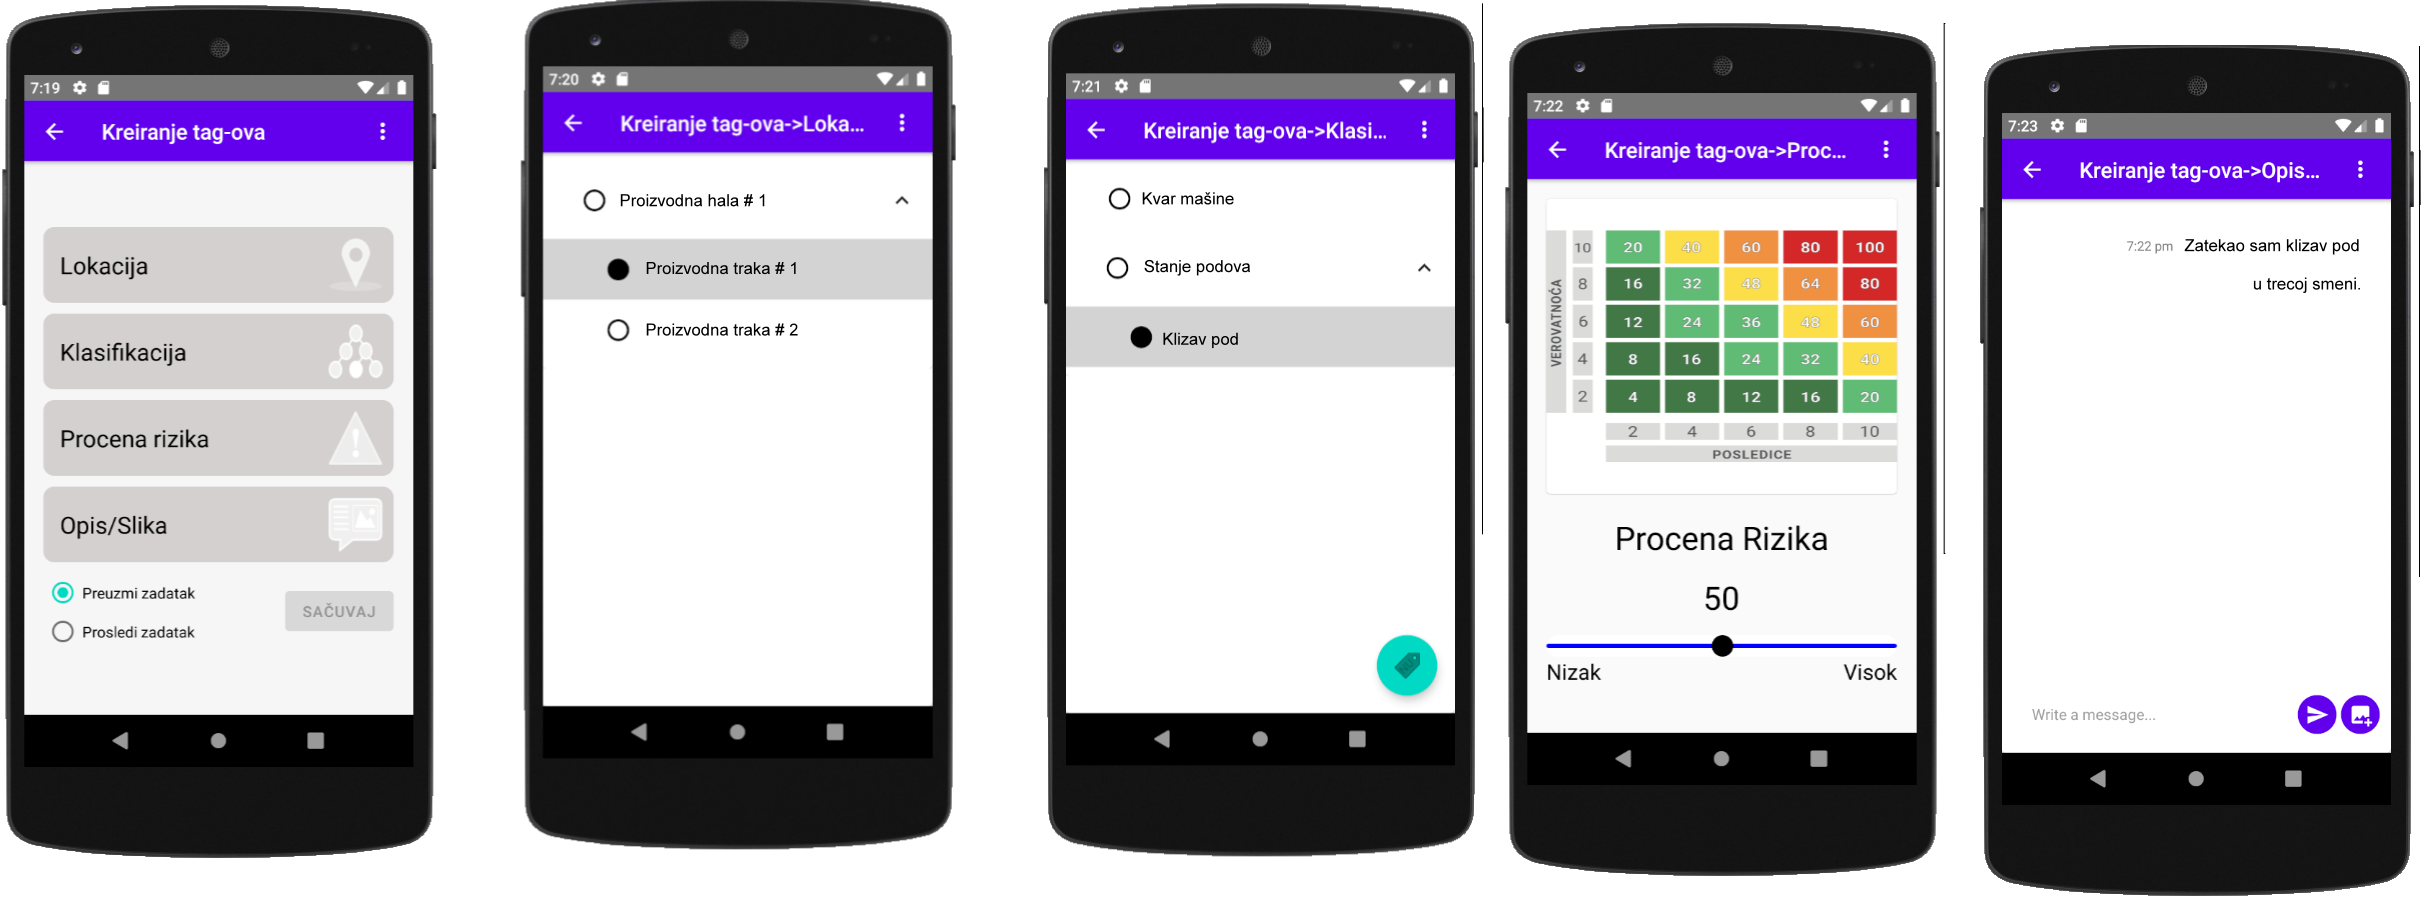 7:19
Kreiranje tag-ova
Lokacija
Klasifikacija
Procena rizika
Opis/Slika
Preuzmi zadatak
SAČUVAJ
Prosledi zadatak
7:20
Kreiranje tag-ova->Loka...
Proizvodna hala # 1
Proizvodna traka # 1
Proizvodna traka # 2
7:21
Kreiranje tag-ova->Klasi...
Kvar mašine
Stanje podova
Klizav pod
7:22
Kreiranje tag-ova->Proc...
VEROVATNOĆA
10 20 40 60 80 100
8 16 32 48 64 80
6 12 24 36 48 60
4 8 16 24 32 40
2 4 8 12 16 20
2 4 6 8 10
POSLEDICE
Procena Rizika
50
Nizak Visok
7:23
Kreiranje tag-ova->Opis...
7:22 pm Zatekao sam klizav pod
u trecoj smeni.
Write a message...